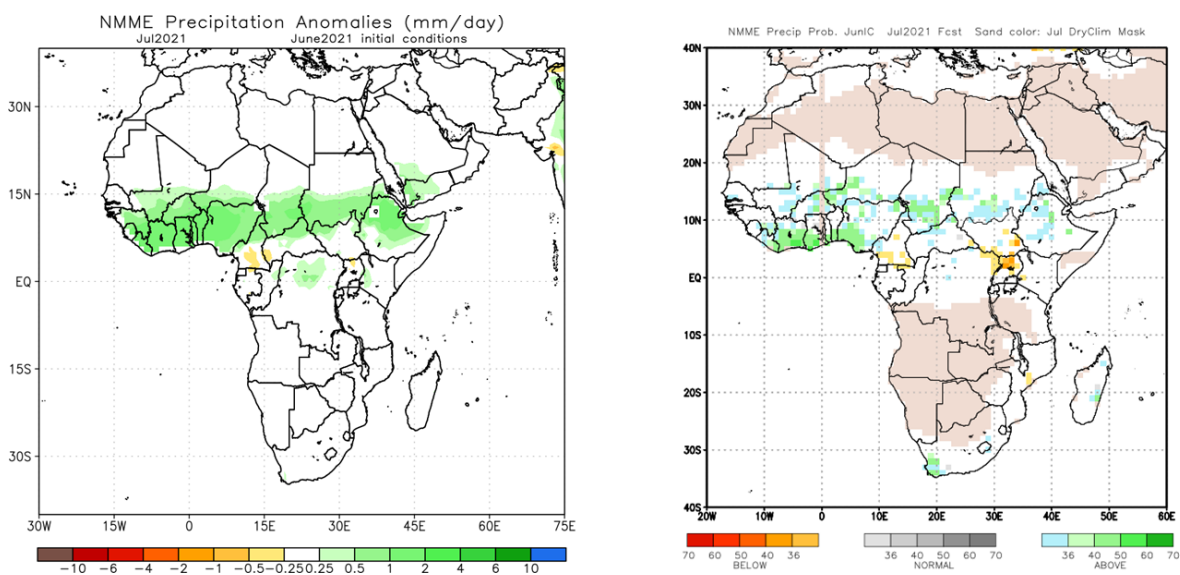 NMME Precipitation Anomalies (mm/day)
Jul2021 June2021 initial conditions
30N
15N
EQ
15S
30S
30W 15W 0 15E 30E 45E 60E 75E
-10 -6 -4 -2 -1 -0.5 -0.25 0.25 0.5 1 2 4 6 10
NMME Precip Prob. JunIC Jul2021 Fcst Sand color: Jul DryClim Mask
40N
30N
20N
10N
EQ
10S
20S
30S
40S
20W 10W 0 10E 20E 30E 40E 50E 60E
70 60 50 40 36
BELOW
36 40 50 60 70
NORMAL
36 40 50 60 70
ABOVE